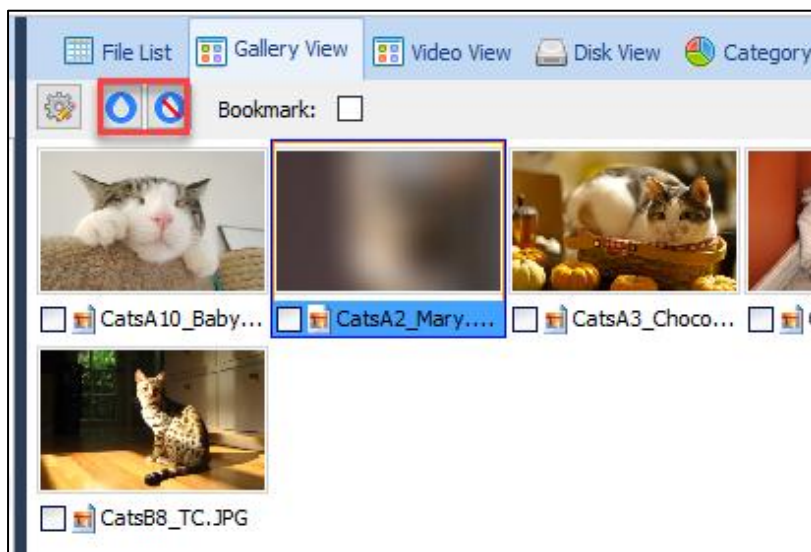 File List Gallery View Video View Disk View Category
Bookmark:
CatsA10_Baby... CatsA2_Mary.... CatsA3_Choco...
CatsB8_TC.JPG